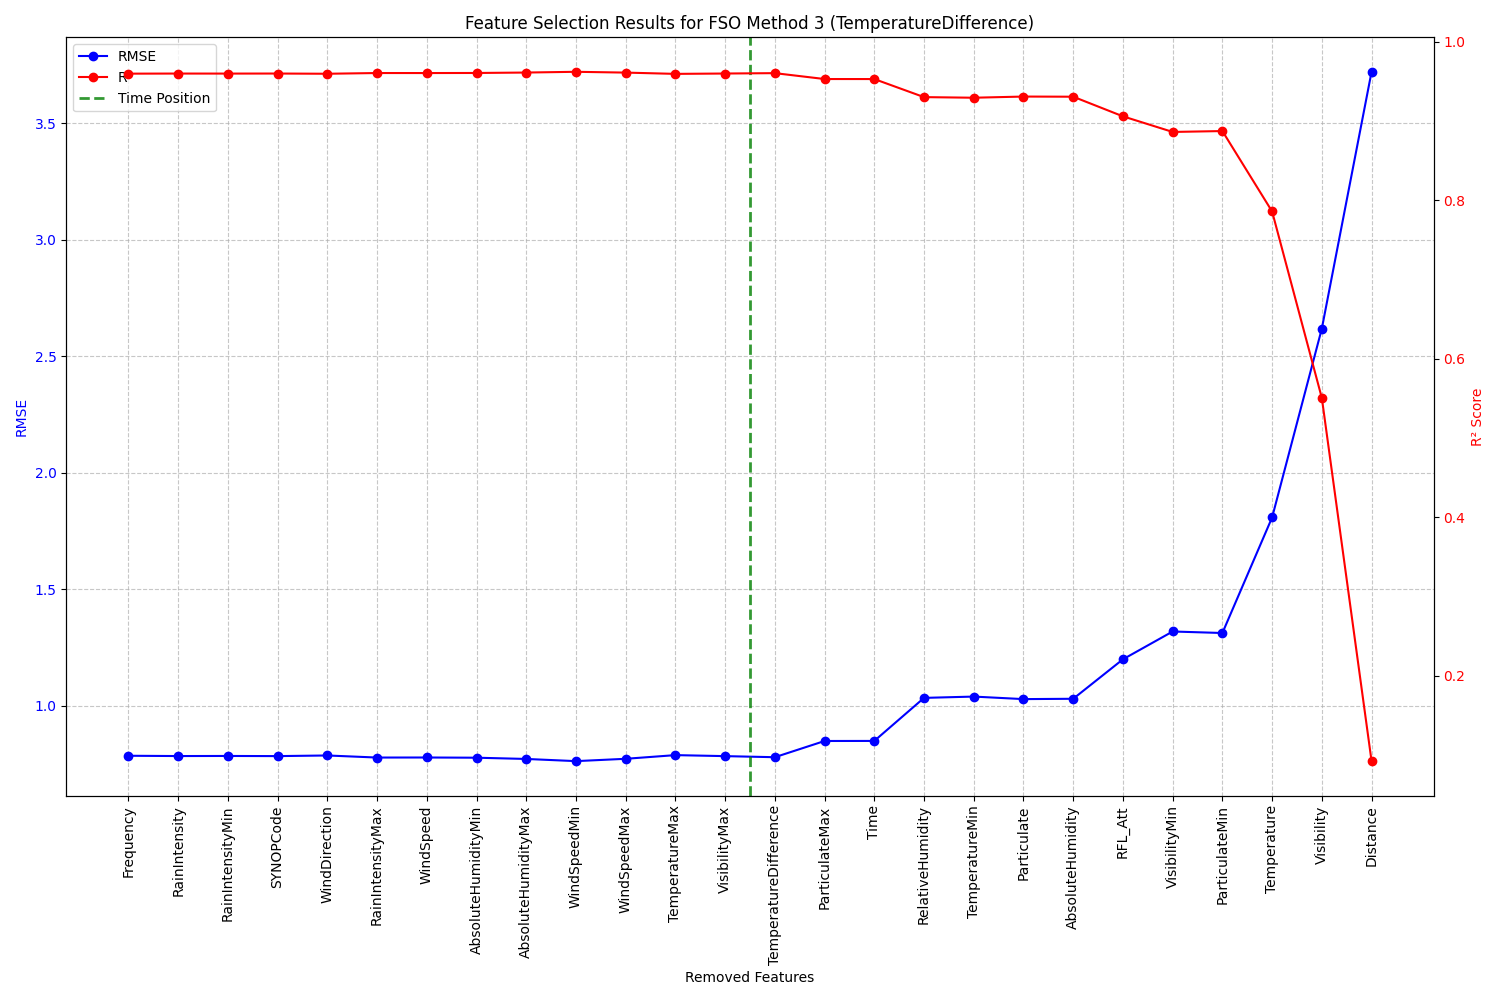 Feature Selection Results for FSO Method 3 (TemperatureDifference)
RMSE
R²
Time Position
3.5
3.0
2.5
2.0
1.5
1.0
RMSE
1.0
0.8
0.6
0.4
0.2
R² Score
Frequency
RainIntensity
RainIntensityMin
SYNOPCode
WindDirection
RainIntensityMax
WindSpeed
AbsoluteHumidityMin
AbsoluteHumidityMax
WindSpeedMin
WindSpeedMax
TemperatureMax
VisibilityMax
TemperatureDifference
ParticulateMax
Time
RelativeHumidity
TemperatureMin
Particulate
AbsoluteHumidity
RFL_Att
VisibilityMin
ParticulateMin
Temperature
Visibility
Distance
Removed Features